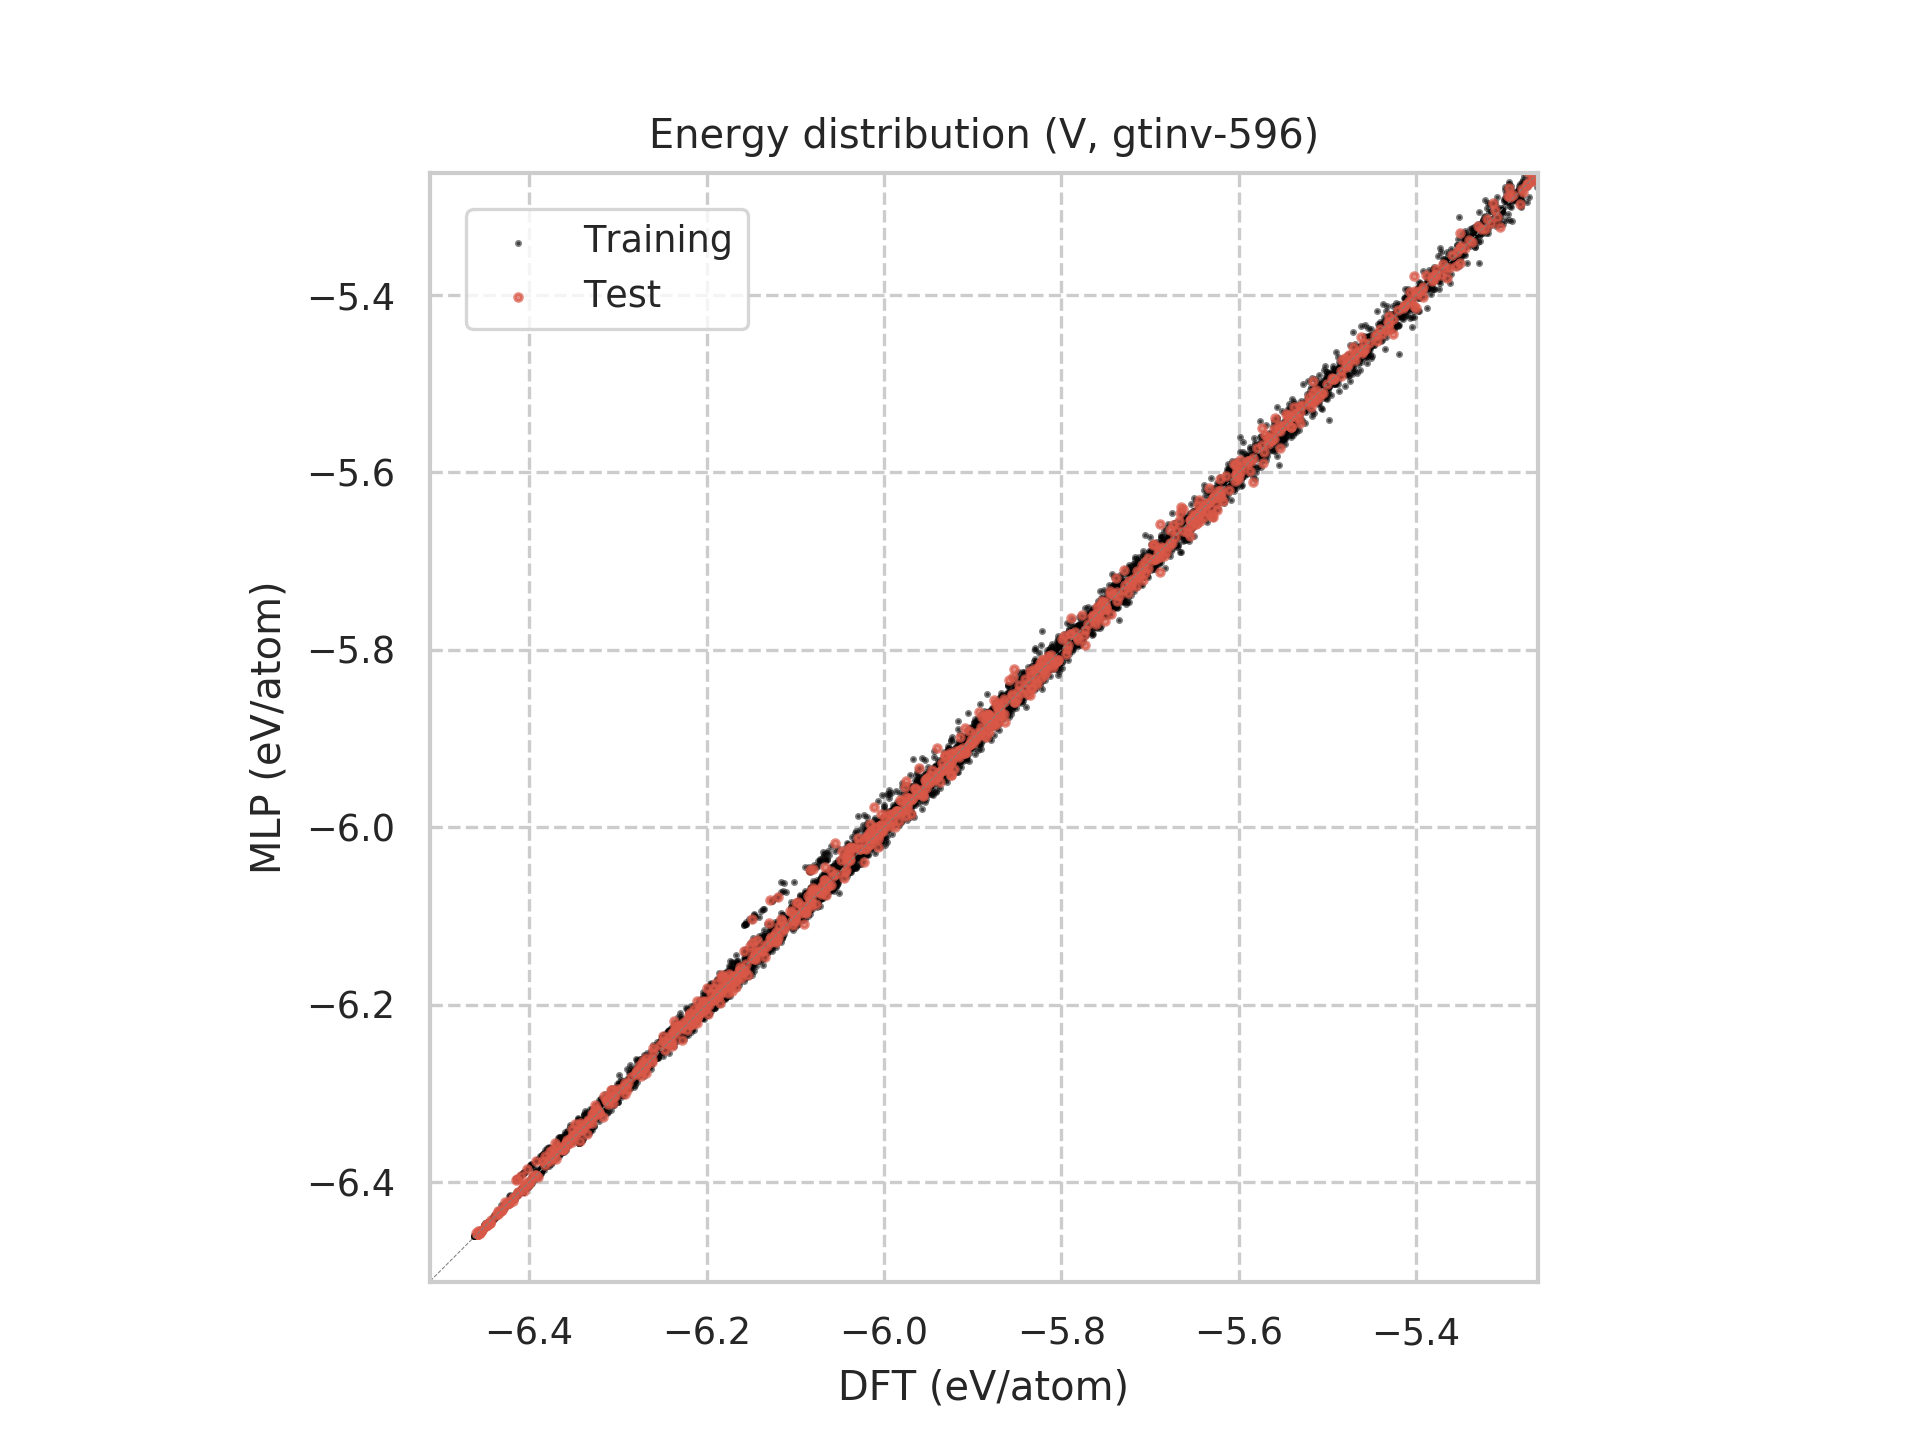 Energy distribution (V, gtinv-596)
Training
Test
−5.4
−5.6
−5.8
−6.0
−6.2
−6.4
MLP (eV/atom)
−6.4 −6.2 −6.0 −5.8 −5.6 −5.4
DFT (eV/atom)